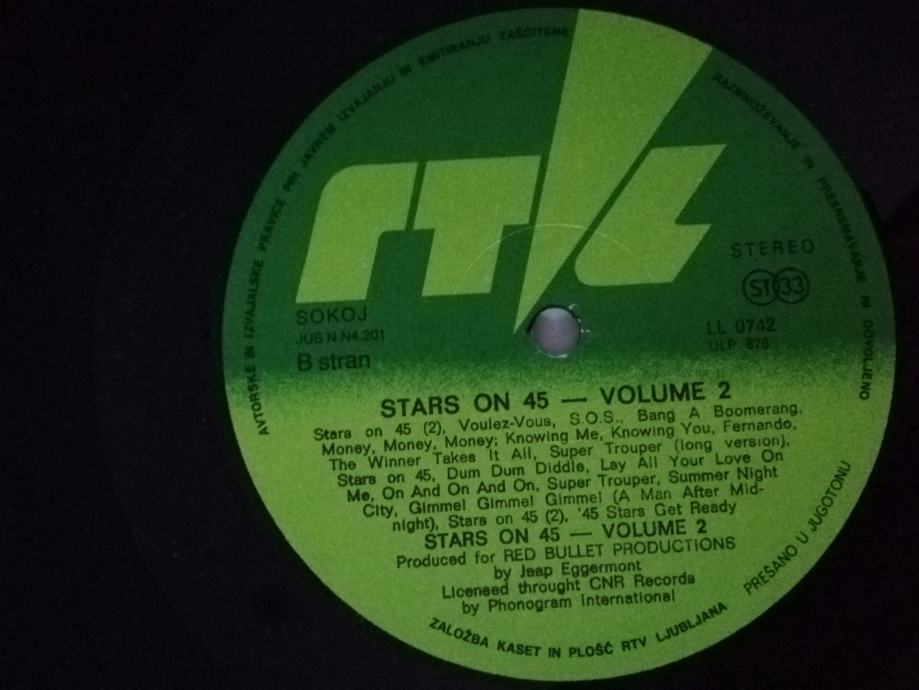 AVTORSKE IN IZVAJALSKE PRAVICE PRI JAVNEM IZVAJANJU IN EMITIRANJU ZAŠČITENE
RAZMNOŽEVANJE IN PRESNEMAVANJE NI DOVOLJENO
rtl
STEREO
ST 33
SOKOJ
JUS N.N4.201
B stran
LL 0742
ULP 876
STARS ON 45 — VOLUME 2
Stars on 45 (2), Voulez-Vous, S.O.S., Bang A Boomerang,
Money, Money, Money; Knowing Me, Knowing You, Fernando,
The Winner Takes It All, Super Trouper (long version),
Stars on 45, Dum Dum Diddle, Lay All Your Love On
Me, On And On And On, Super Trouper, Summer Night
City, Gimme! Gimme! Gimme! (A Man After Mid-
night), Stars on 45 (2), '45 Stars Get Ready
STARS ON 45 — VOLUME 2
Produced for RED BULLET PRODUCTIONS
by Jaap Eggermont
Licensed throught CNR Records
by Phonogram International
PREŠANO U JUGOTONU
ZALOŽBA KASET IN PLOŠČ RTV LJUBLJANA